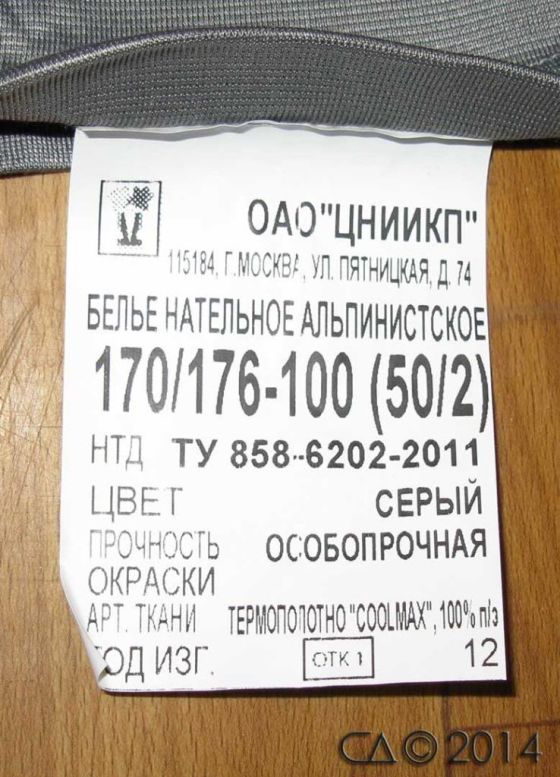 ОАО"ЦНИИКП"
115184, Г.МОСКВА, УЛ. ПЯТНИЦКАЯ, Д. 74
БЕЛЬЕ НАТЕЛЬНОЕ АЛЬПИНИСТСКОЕ
170/176-100 (50/2)
НТД ТУ 858-6202-2011
ЦВЕТ СЕРЫЙ
ПРОЧНОСТЬ ОСОБОПРОЧНАЯ
ОКРАСКИ
АРТ. ТКАНИ ТЕРМОПОЛОТНО "COOLMAX", 100% п/э
ГОД ИЗГ. ОТК 1 12
СД©2014